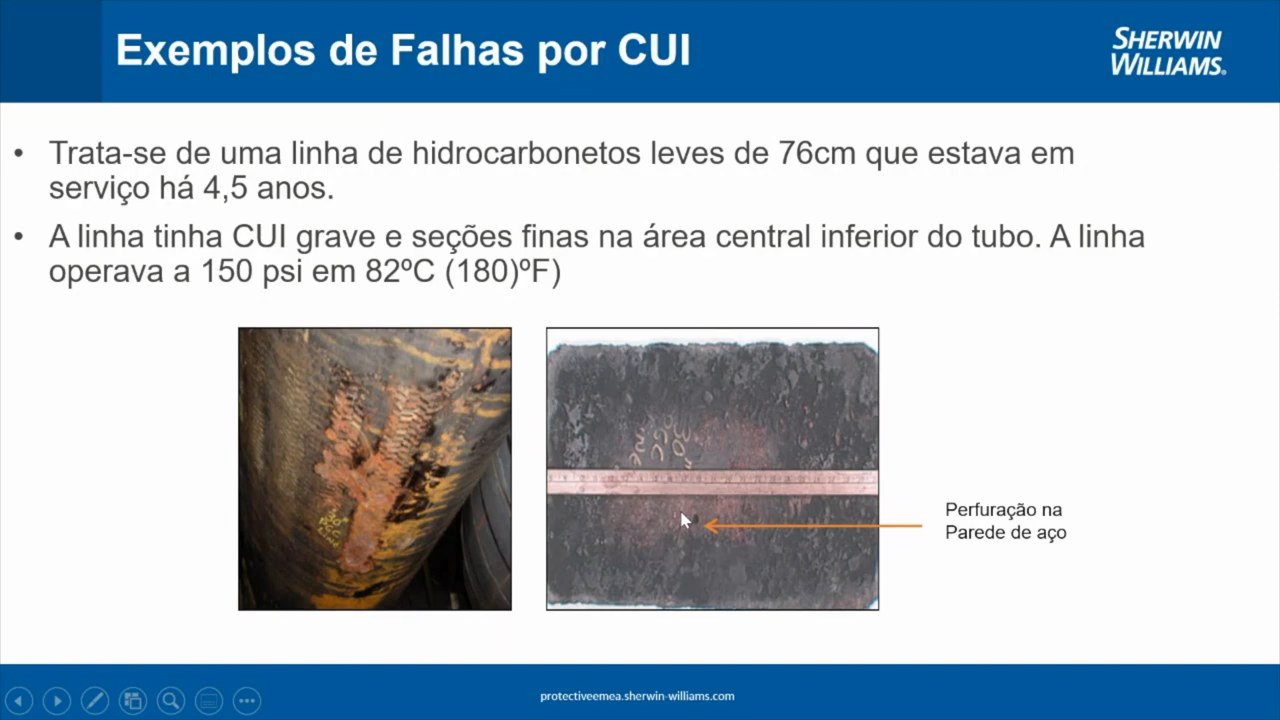 Exemplos de Falhas por CUI
SHERWIN
WILLIAMS®
• Trata-se de uma linha de hidrocarbonetos leves de 76cm que estava em
serviço há 4,5 anos.
• A linha tinha CUI grave e seções finas na área central inferior do tubo. A linha
operava a 150 psi em 82ºC (180)ºF)
Perfuração na
Parede de aço
protectiveemea.sherwin-williams.com